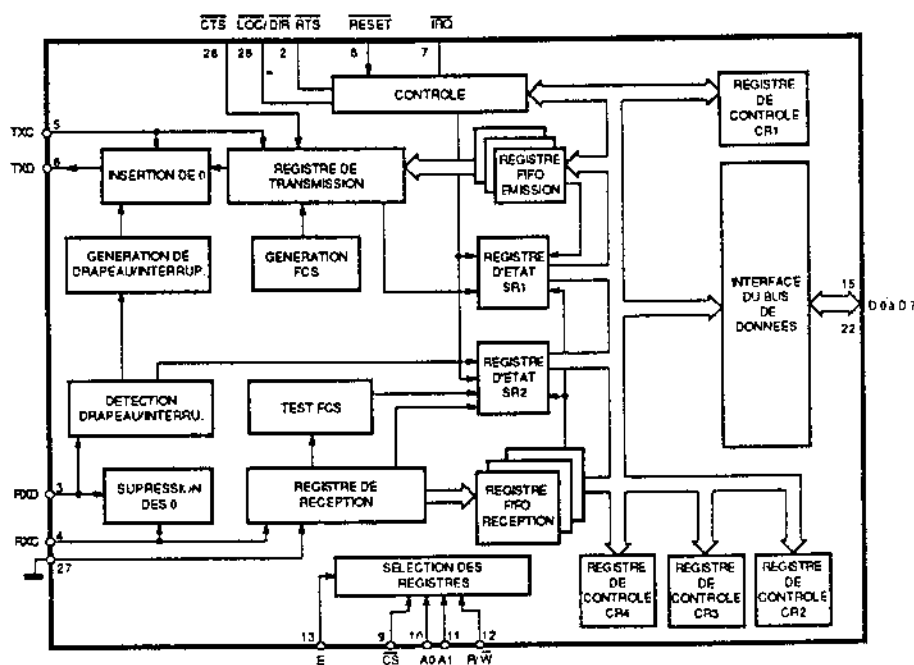 CTS LOC/DTR RTS RESET IRQ
28 28 2 8 7
CONTROLE
REGISTRE
DE
CONTROLE
CR1
TXC 5
TXD 6
INSERTION DE 0
REGISTRE DE
TRANSMISSION
REGISTRE
FIFO
EMISSION
GENERATION DE
DRAPEAU/INTERRUP.
GENERATION
FCS
REGISTRE
D'ETAT
SR1
INTERFACE
DU BUS
DE
DONNEES
15
D0 à D7
22
REGISTRE
D'ETAT
SR2
DETECTION
DRAPEAU/INTERRU.
TEST FCS
RXD 3
SUPRESSION
DES 0
REGISTRE DE
RECEPTION
REGISTRE
FIFO
RECEPTION
RXC 4
27
SELECTION DES
REGISTRES
REGISTRE
DE
CONTROLE
CR4
REGISTRE
DE
CONTROLE
CR3
REGISTRE
DE
CONTROLE
CR2
13 9 10 11 12
E CS A0 A1 R/W